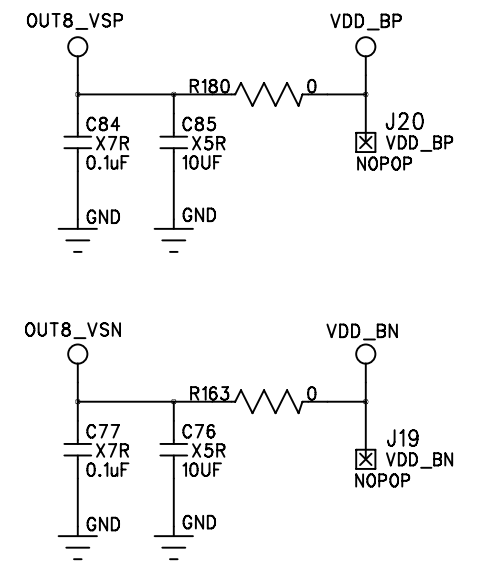 OUT8_VSP
VDD_BP
R180 0
C84
X7R
0.1uF
C85
X5R
10UF
J20
VDD_BP
NOPOP
GND
GND
OUT8_VSN
VDD_BN
R163 0
C77
X7R
0.1uF
C76
X5R
10UF
J19
VDD_BN
NOPOP
GND
GND